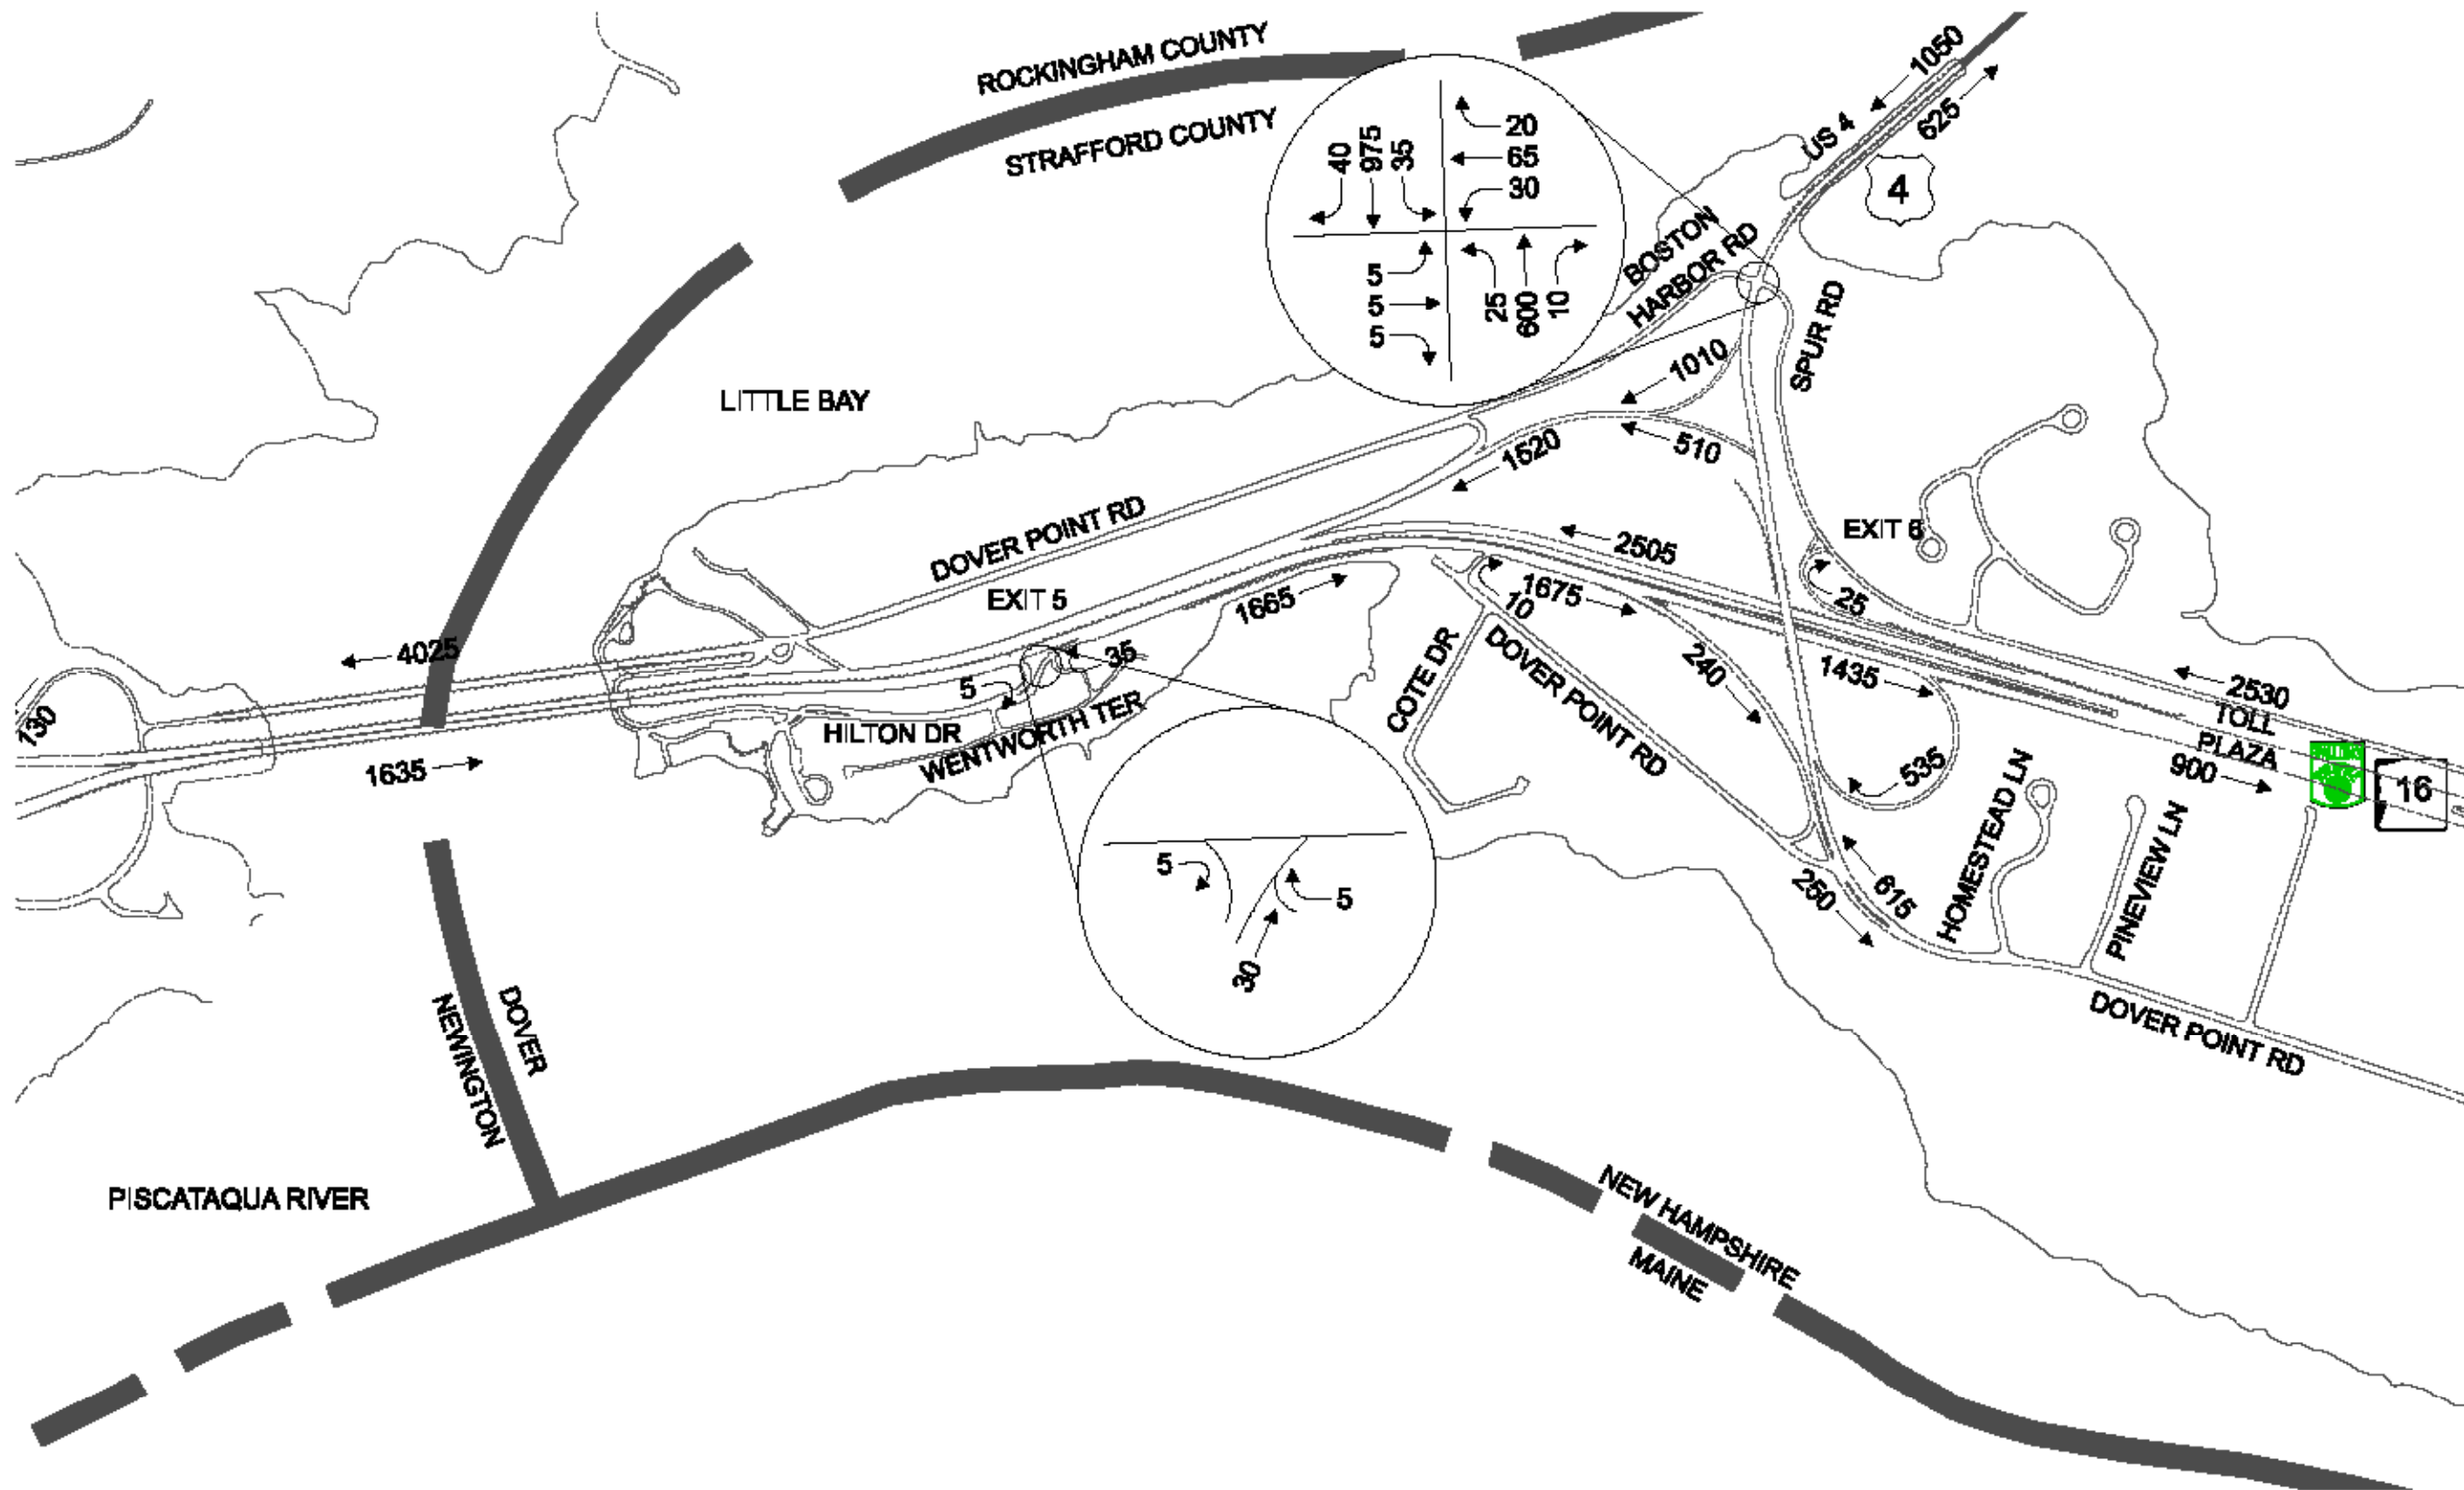 ROCKINGHAM COUNTY
STRAFFORD COUNTY
1050
625
US 4
4
40
975
35
20
65
30
5
5
5
25
600
10
BOSTON
HARBOR RD
SPUR RD
1010
510
1520
LITTLE BAY
DOVER POINT RD
EXIT 5
EXIT 6
2505
1675
10
25
1665
4025
35
5
240
1435
2530
TOLL
PLAZA
900
16
130
1635
HILTON DR
WENTWORTH TER
COTE DR
DOVER POINT RD
535
HOMESTEAD LN
PINEVIEW LN
5
5
30
250
615
DOVER
NEWINGTON
DOVER POINT RD
PISCATAQUA RIVER
NEW HAMPSHIRE
MAINE